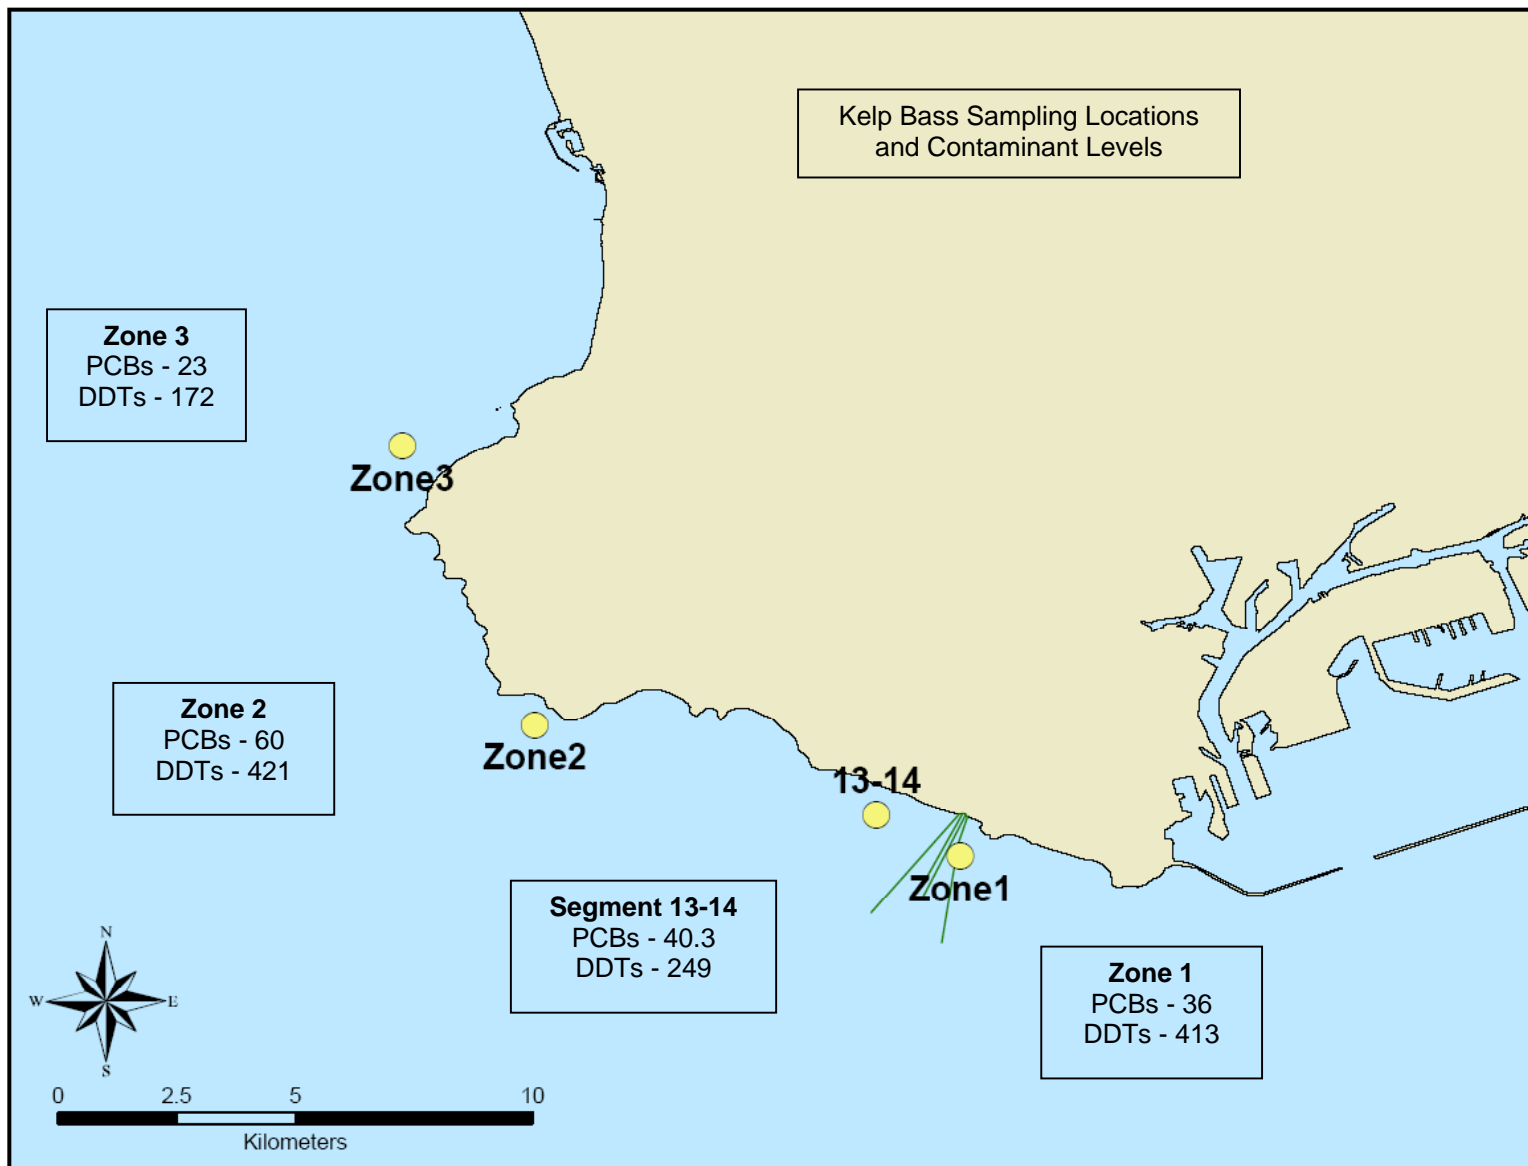 Kelp Bass Sampling Locations
and Contaminant Levels
Zone 3
PCBs - 23
DDTs - 172
Zone3
Zone 2
PCBs - 60
DDTs - 421
Zone2
13-14
Zone1
Segment 13-14
PCBs - 40.3
DDTs - 249
Zone 1
PCBs - 36
DDTs - 413
N
W
E
S
0 2.5 5 10
Kilometers